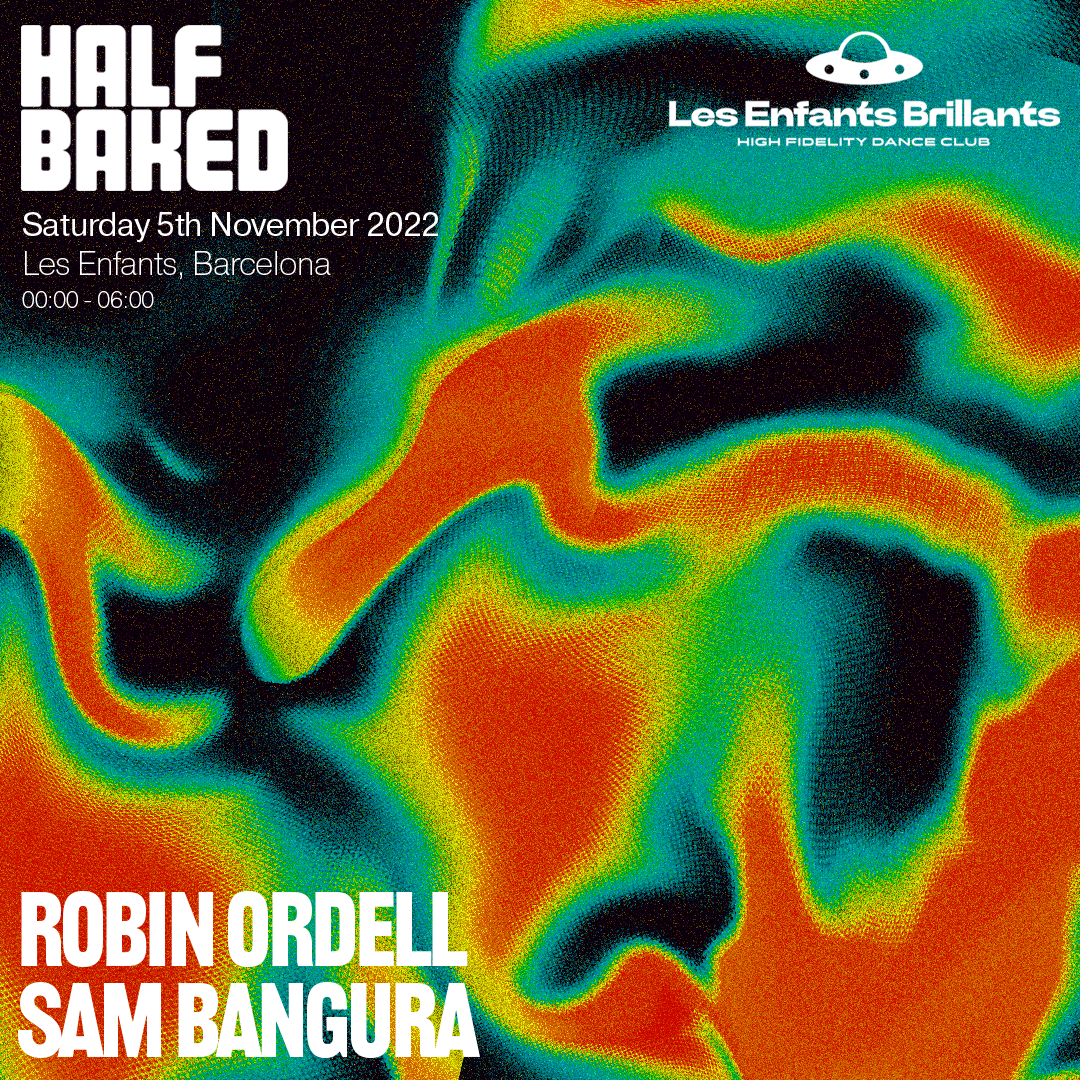 HALF
BAKED
Saturday 5th November 2022
Les Enfants, Barcelona
00:00 - 06:00
Les Enfants Brillants
HIGH FIDELITY DANCE CLUB
ROBIN ORDELL
SAM BANGURA